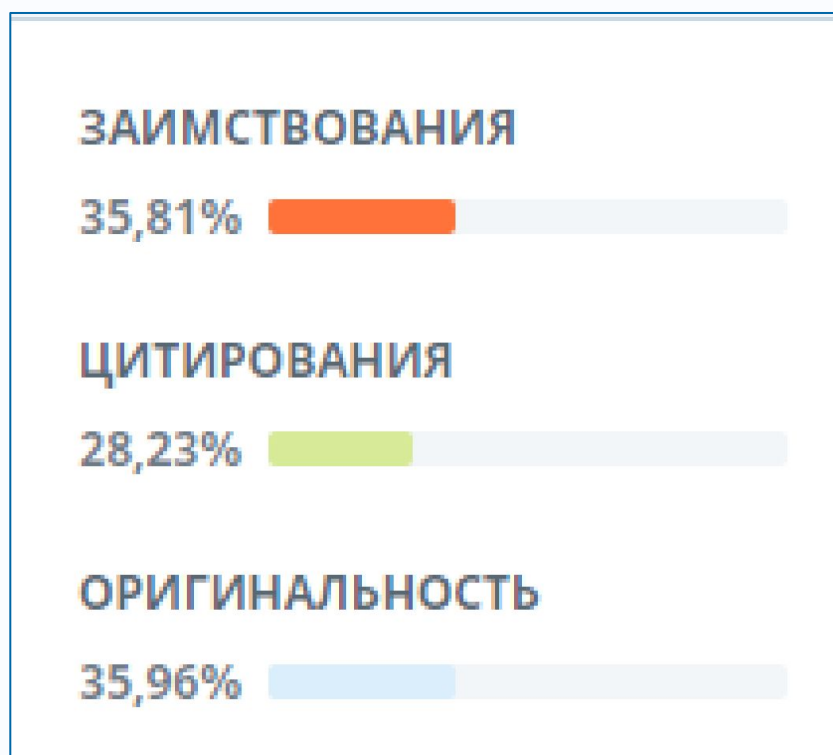 ЗАИМСТВОВАНИЯ
35,81%
ЦИТИРОВАНИЯ
28,23%
ОРИГИНАЛЬНОСТЬ
35,96%